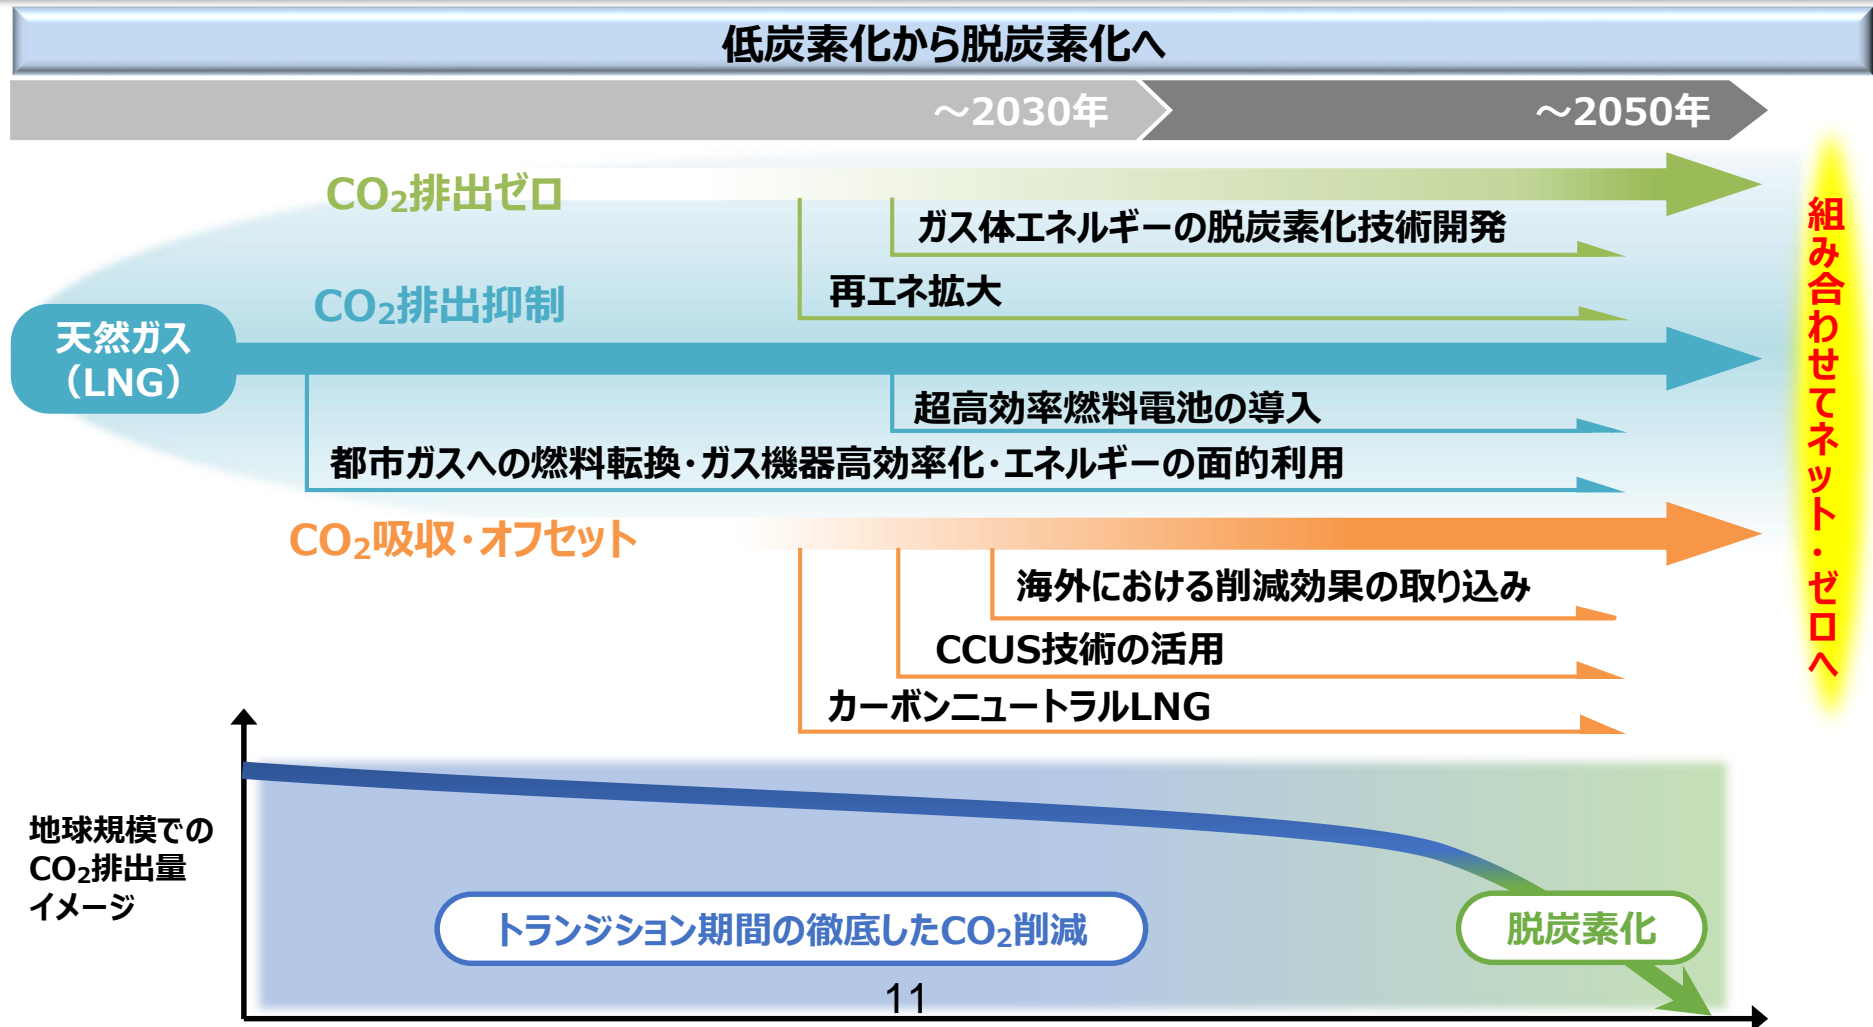 低炭素化から脱炭素化へ
～2030年
～2050年
CO₂排出ゼロ
ガス体エネルギーの脱炭素化技術開発
再エネ拡大
CO₂排出抑制
天然ガス
（LNG）
超高効率燃料電池の導入
都市ガスへの燃料転換・ガス機器高効率化・エネルギーの面的利用
CO₂吸収・オフセット
海外における削減効果の取り込み
CCUS技術の活用
カーボンニュートラルLNG
組み合わせてネット・ゼロへ
地球規模での
CO₂排出量
イメージ
トランジション期間の徹底したCO₂削減
脱炭素化
11